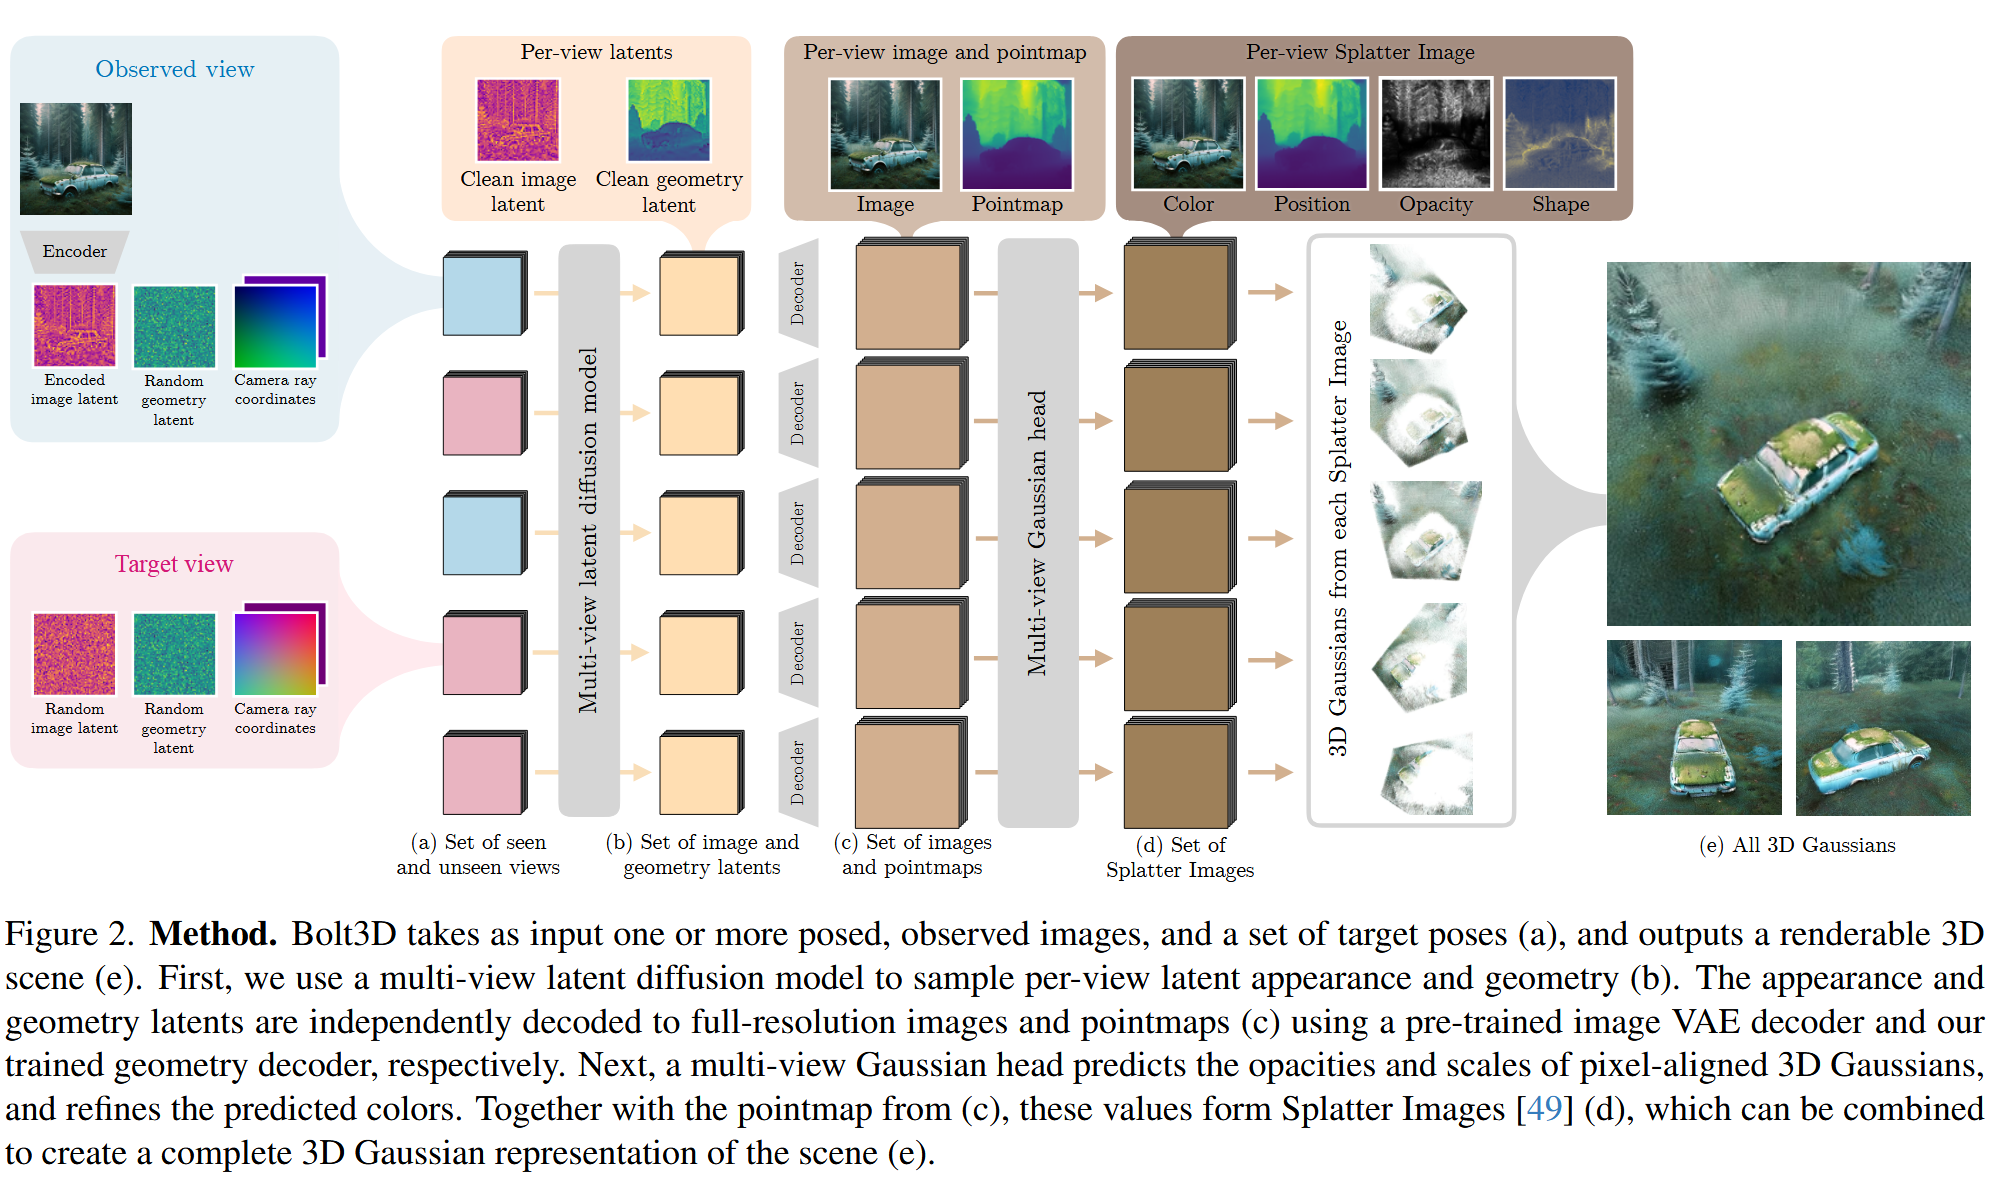 Observed view
Encoder
Encoded
image latent
Random
geometry
latent
Camera ray
coordinates
Target view
Random
image latent
Random
geometry
latent
Camera ray
coordinates
Per-view latents
Clean image
latent
Clean geometry
latent
Per-view image and pointmap
Image
Pointmap
Per-view Splatter Image
Color
Position
Opacity
Shape
Multi-view latent diffusion model
Decoder
Decoder
Decoder
Decoder
Decoder
Multi-view Gaussian head
3D Gaussians from each Splatter Image
(a) Set of seen
and unseen views
(b) Set of image and
geometry latents
(c) Set of images
and pointmaps
(d) Set of
Splatter Images
(e) All 3D Gaussians
Figure 2. Method. Bolt3D takes as input one or more posed, observed images, and a set of target poses (a), and outputs a renderable 3D
scene (e). First, we use a multi-view latent diffusion model to sample per-view latent appearance and geometry (b). The appearance and
geometry latents are independently decoded to full-resolution images and pointmaps (c) using a pre-trained image VAE decoder and our
trained geometry decoder, respectively. Next, a multi-view Gaussian head predicts the opacities and scales of pixel-aligned 3D Gaussians,
and refines the predicted colors. Together with the pointmap from (c), these values form Splatter Images [49] (d), which can be combined
to create a complete 3D Gaussian representation of the scene (e).